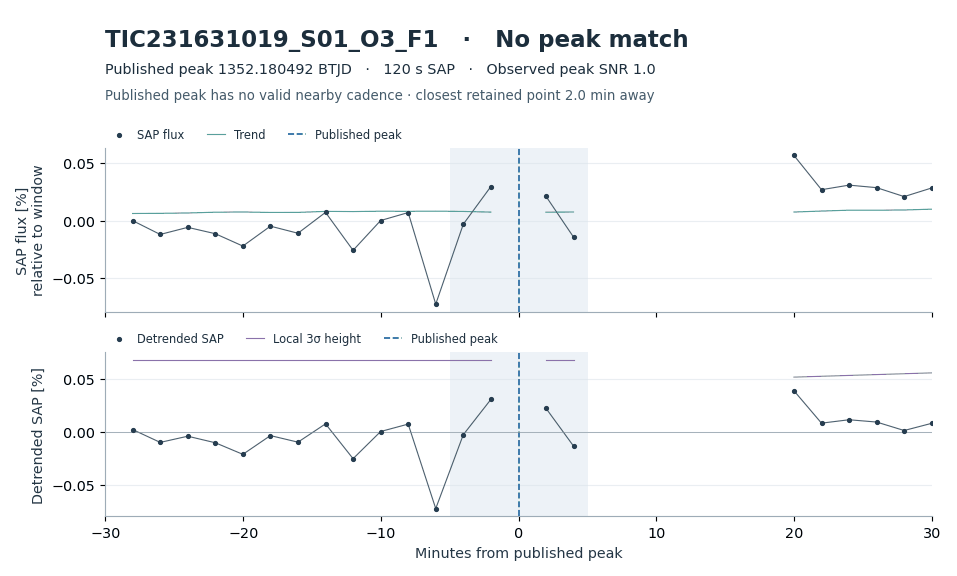 TIC231631019_S01_O3_F1 · No peak match
Published peak 1352.180492 BTJD · 120 s SAP · Observed peak SNR 1.0
Published peak has no valid nearby cadence · closest retained point 2.0 min away
SAP flux Trend Published peak
SAP flux [%]
relative to window
0.05
0.00
−0.05
Detrended SAP Local 3σ height Published peak
Detrended SAP [%]
0.05
0.00
−0.05
−30 −20 −10 0 10 20 30
Minutes from published peak